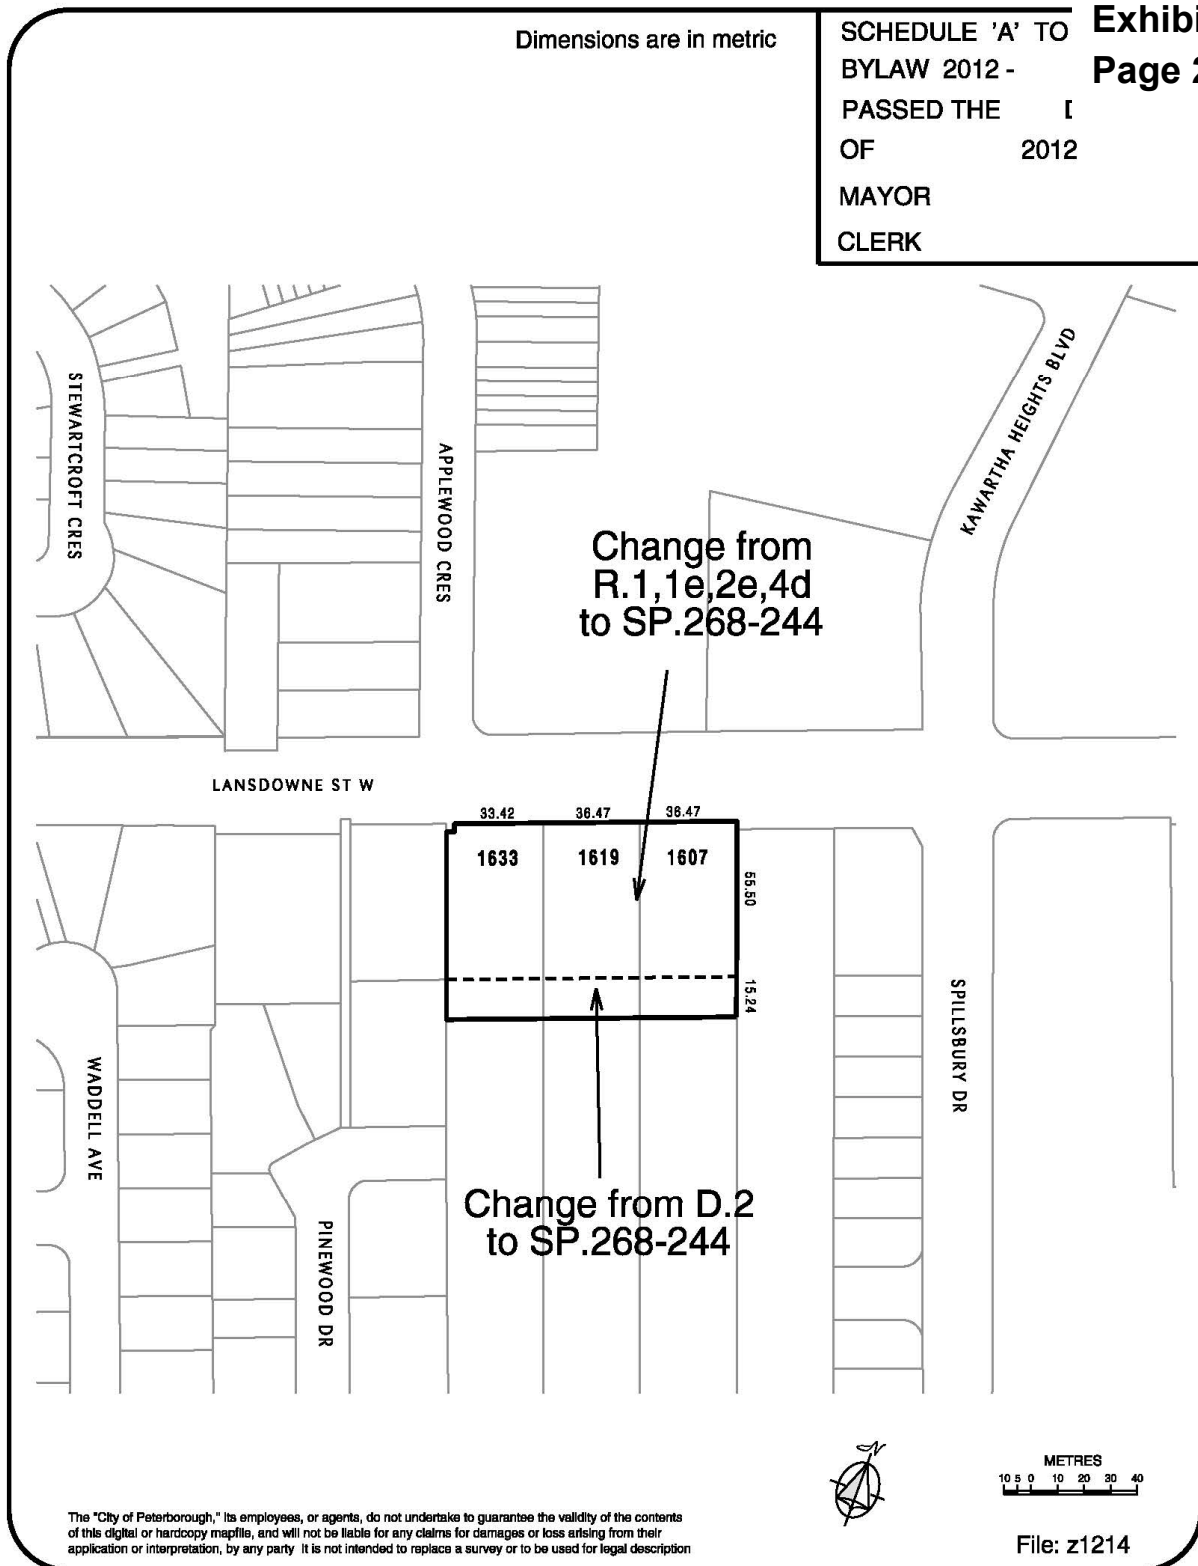 Dimensions are in metric
SCHEDULE 'A' TO
BYLAW 2012 -
PASSED THE
OF 2012
MAYOR
CLERK
Exhibi
Page 2
STEWARTCROFT CRES
APPLEWOOD CRES
KAWARTHA HEIGHTS BLVD
Change from
R.1,1e,2e,4d
to SP.268-244
LANSDOWNE ST W
33.42 36.47 36.47
1633 1619 1607
55.50
15.24
SPILLSBURY DR
WADDELL AVE
PINEWOOD DR
Change from D.2
to SP.268-244
N
METRES
10 5 0 10 20 30 40
The "City of Peterborough," its employees, or agents, do not undertake to guarantee the validity of the contents
of this digital or hardcopy mapfile, and will not be liable for any claims for damages or loss arising from their
application or interpretation, by any party It is not intended to replace a survey or to be used for legal description
File: z1214